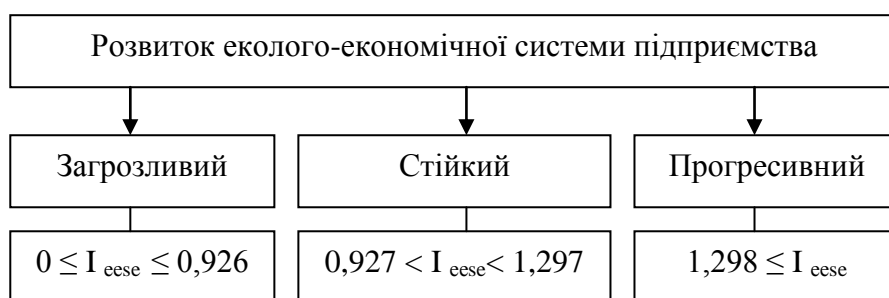 Розвиток еколого-економічної системи підприємства
Загрозливий
Стійкий
Прогресивний
0 ≤ I eese ≤ 0,926
0,927 < I eese< 1,297
1,298 ≤ I eese